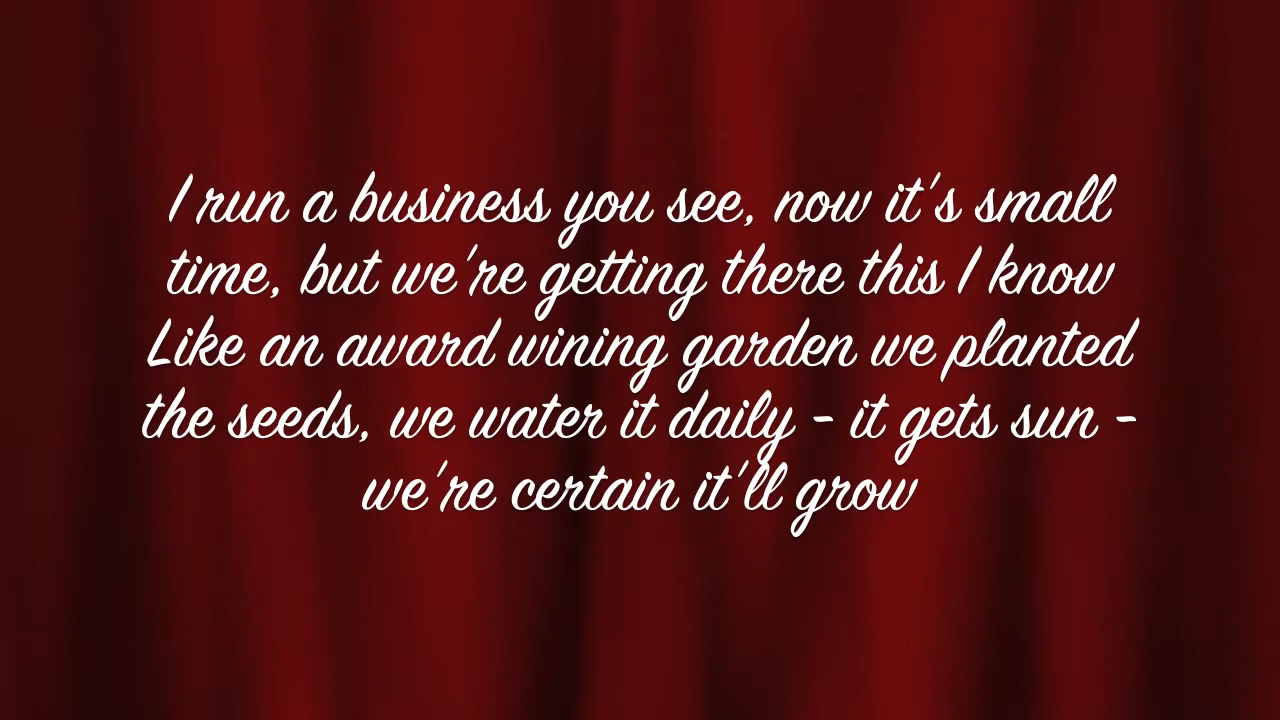 I run a business you see, now it's small
time, but we're getting there this I know
Like an award wining garden we planted
the seeds, we water it daily - it gets sun -
we're certain it'll grow